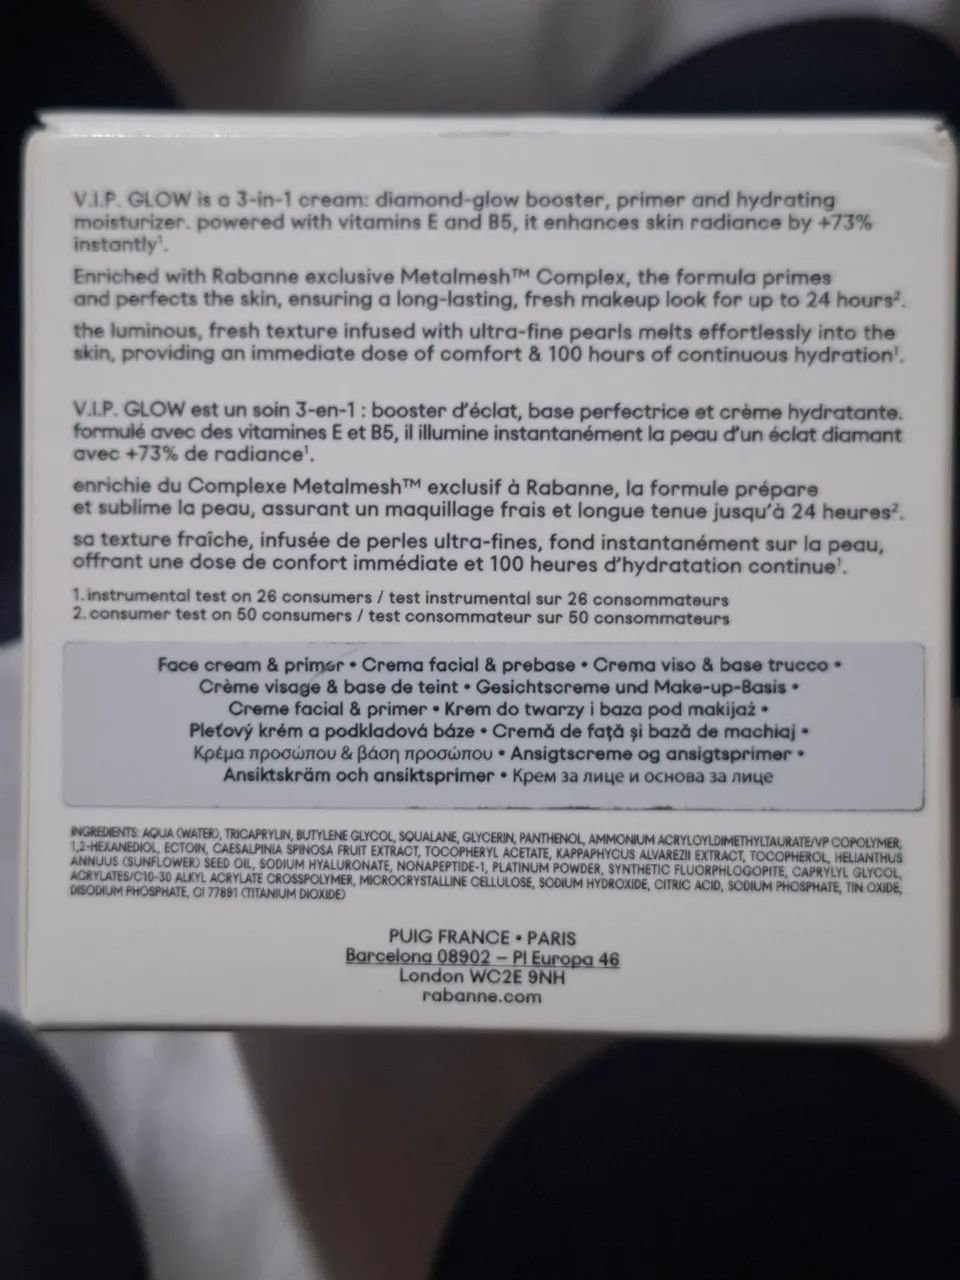 V.I.P. GLOW is a 3-in-1 cream: diamond-glow booster, primer and hydrating
moisturizer. powered with vitamins E and B5, it enhances skin radiance by +73%
instantly¹.
Enriched with Rabanne exclusive Metalmesh™ Complex, the formula primes
and perfects the skin, ensuring a long-lasting, fresh makeup look for up to 24 hours².
the luminous, fresh texture infused with ultra-fine pearls melts effortlessly into the
skin, providing an immediate dose of comfort & 100 hours of continuous hydration¹.
V.I.P. GLOW est un soin 3-en-1 : booster d'éclat, base perfectrice et crème hydratante.
formulé avec des vitamines E et B5, il illumine instantanément la peau d'un éclat diamant
avec +73% de radiance¹.
enrichie du Complexe Metalmesh™ exclusif à Rabanne, la formule prépare
et sublime la peau, assurant un maquillage frais et longue tenue jusqu'à 24 heures².
sa texture fraîche, infusée de perles ultra-fines, fond instantanément sur la peau,
offrant une dose de confort immédiate et 100 heures d'hydratation continue¹.
1. instrumental test on 26 consumers / test instrumental sur 26 consommateurs
2. consumer test on 50 consumers / test consommateur sur 50 consommateurs
Face cream & primer • Crema facial & prebase • Crema viso & base trucco •
Crème visage & base de teint • Gesichtscreme und Make-up-Basis •
Creme facial & primer • Krem do twarzy i baza pod makijaż •
Pleťový krém a podkladová báze • Cremă de față și bază de machiaj •
Κρέμα προσώπου & βάση προσώπου • Ansigtscreme og ansigtsprimer •
Ansiktskräm och ansiktsprimer • Крем за лице и основа за лице
INGREDIENTS: AQUA (WATER), TRICAPRYLIN, BUTYLENE GLYCOL, SQUALANE, GLYCERIN, PANTHENOL, AMMONIUM ACRYLOYLDIMETHYLTAURATE/VP COPOLYMER,
1,2-HEXANEDIOL, ECTOIN, CAESALPINIA SPINOSA FRUIT EXTRACT, TOCOPHERYL ACETATE, KAPPAPHYCUS ALVAREZII EXTRACT, TOCOPHEROL, HELIANTHUS
ANNUUS (SUNFLOWER) SEED OIL, SODIUM HYALURONATE, NONAPEPTIDE-1, PLATINUM POWDER, SYNTHETIC FLUORPHLOGOPITE, CAPRYLYL GLYCOL,
ACRYLATES/C10-30 ALKYL ACRYLATE CROSSPOLYMER, MICROCRYSTALLINE CELLULOSE, SODIUM HYDROXIDE, CITRIC ACID, SODIUM PHOSPHATE, TIN OXIDE,
DISODIUM PHOSPHATE, CI 77891 (TITANIUM DIOXIDE)
PUIG FRANCE • PARIS
Barcelona 08902 – Pl Europa 46
London WC2E 9NH
rabanne.com